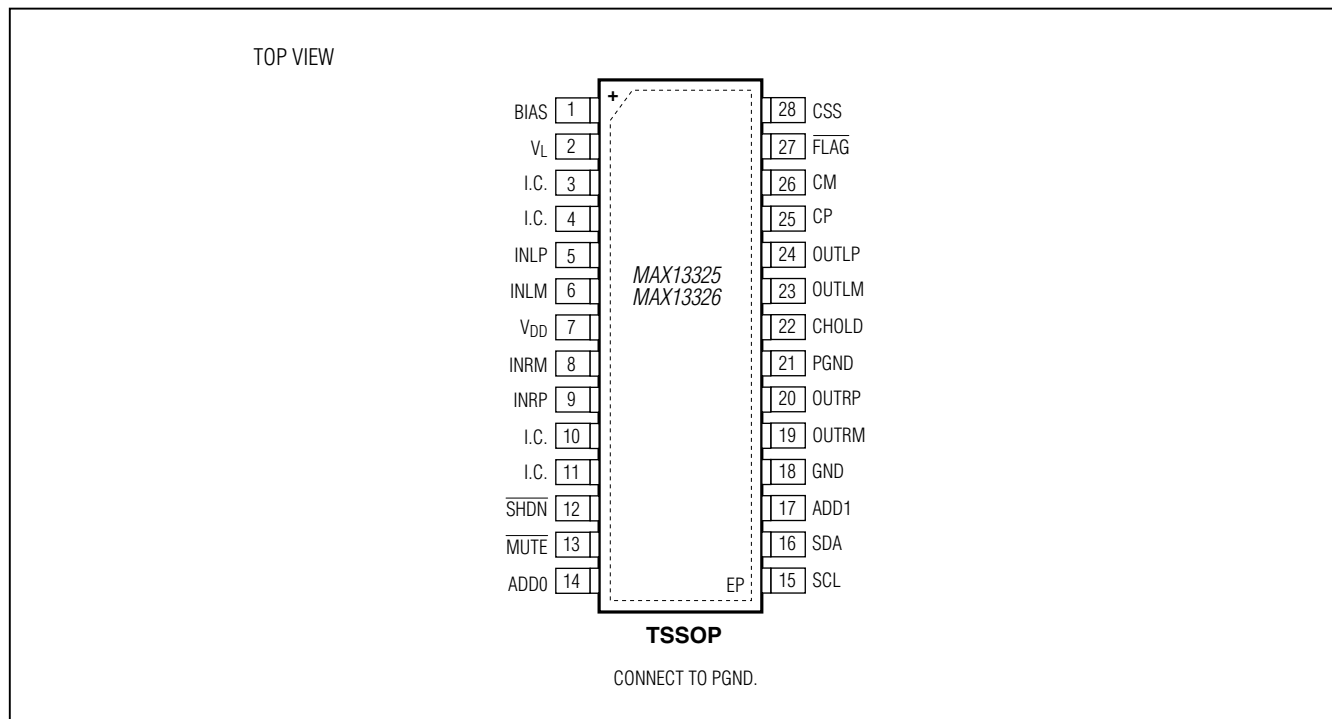 TOP VIEW
+
BIAS 1 28 CSS
VL 2 27 FLAG
I.C. 3 26 CM
I.C. 4 25 CP
INLP 5 24 OUTLP
INLM 6 23 OUTLM
MAX13325
MAX13326
VDD 7 22 CHOLD
INRM 8 21 PGND
INRP 9 20 OUTRP
I.C. 10 19 OUTRM
I.C. 11 18 GND
SHDN 12 17 ADD1
MUTE 13 16 SDA
ADD0 14 EP 15 SCL
TSSOP
CONNECT TO PGND.